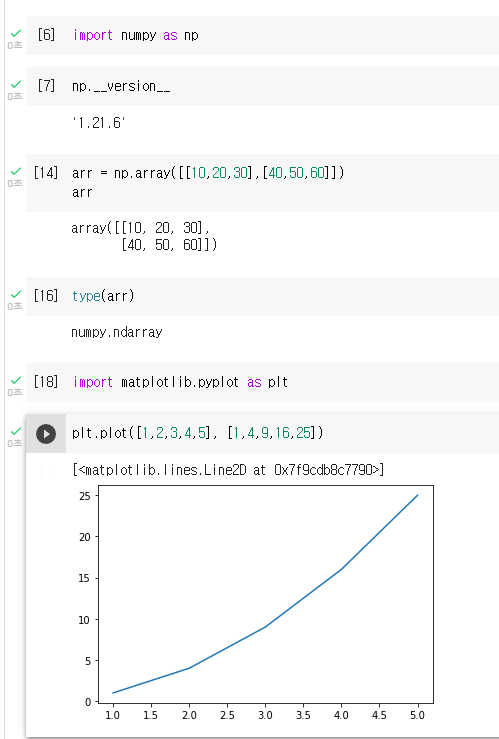 [6] import numpy as np
0초
[7] np.__version__
0초
'1.21.6'
[14] arr = np.array([[10,20,30],[40,50,60]])
0초
arr
array([[10, 20, 30],
[40, 50, 60]])
[16] type(arr)
0초
numpy.ndarray
[18] import matplotlib.pyplot as plt
0초
plt.plot([1,2,3,4,5], [1,4,9,16,25])
0초
[<matplotlib.lines.Line2D at 0x7f9cdb8c7790>]
25
20
15
10
5
0
1.0 1.5 2.0 2.5 3.0 3.5 4.0 4.5 5.0